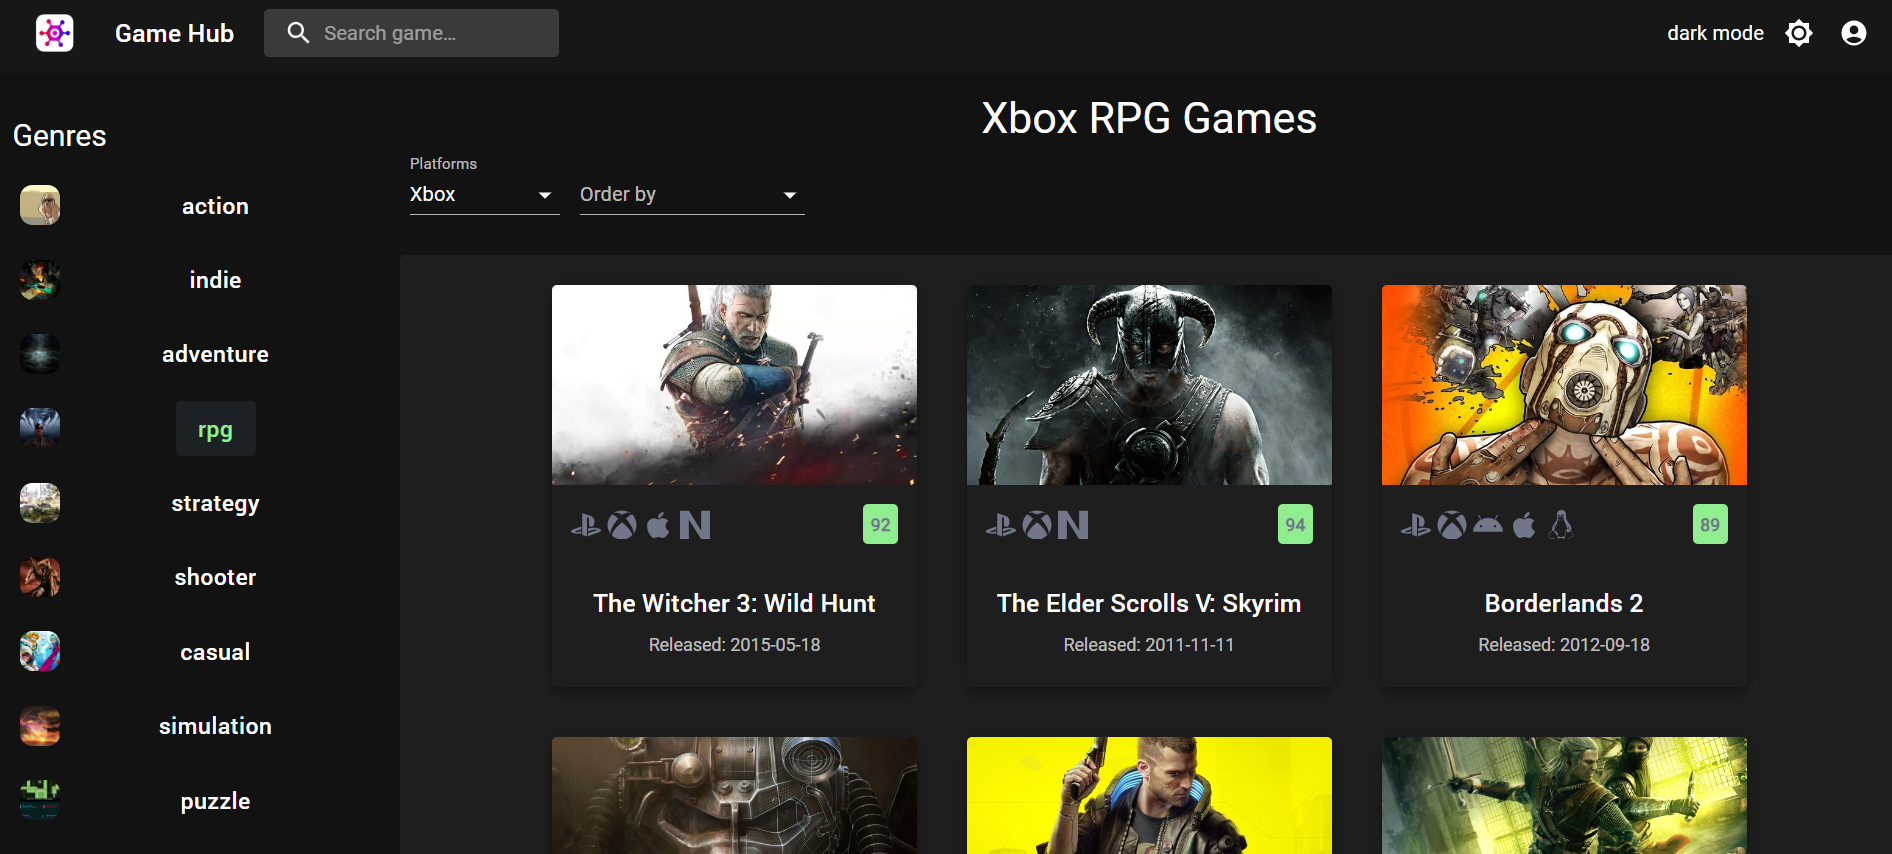 Game Hub
Search game...
dark mode
Xbox RPG Games
Genres
Platforms
Xbox
Order by
action
indie
adventure
rpg
strategy
shooter
casual
simulation
puzzle
92
The Witcher 3: Wild Hunt
Released: 2015-05-18
94
The Elder Scrolls V: Skyrim
Released: 2011-11-11
89
Borderlands 2
Released: 2012-09-18